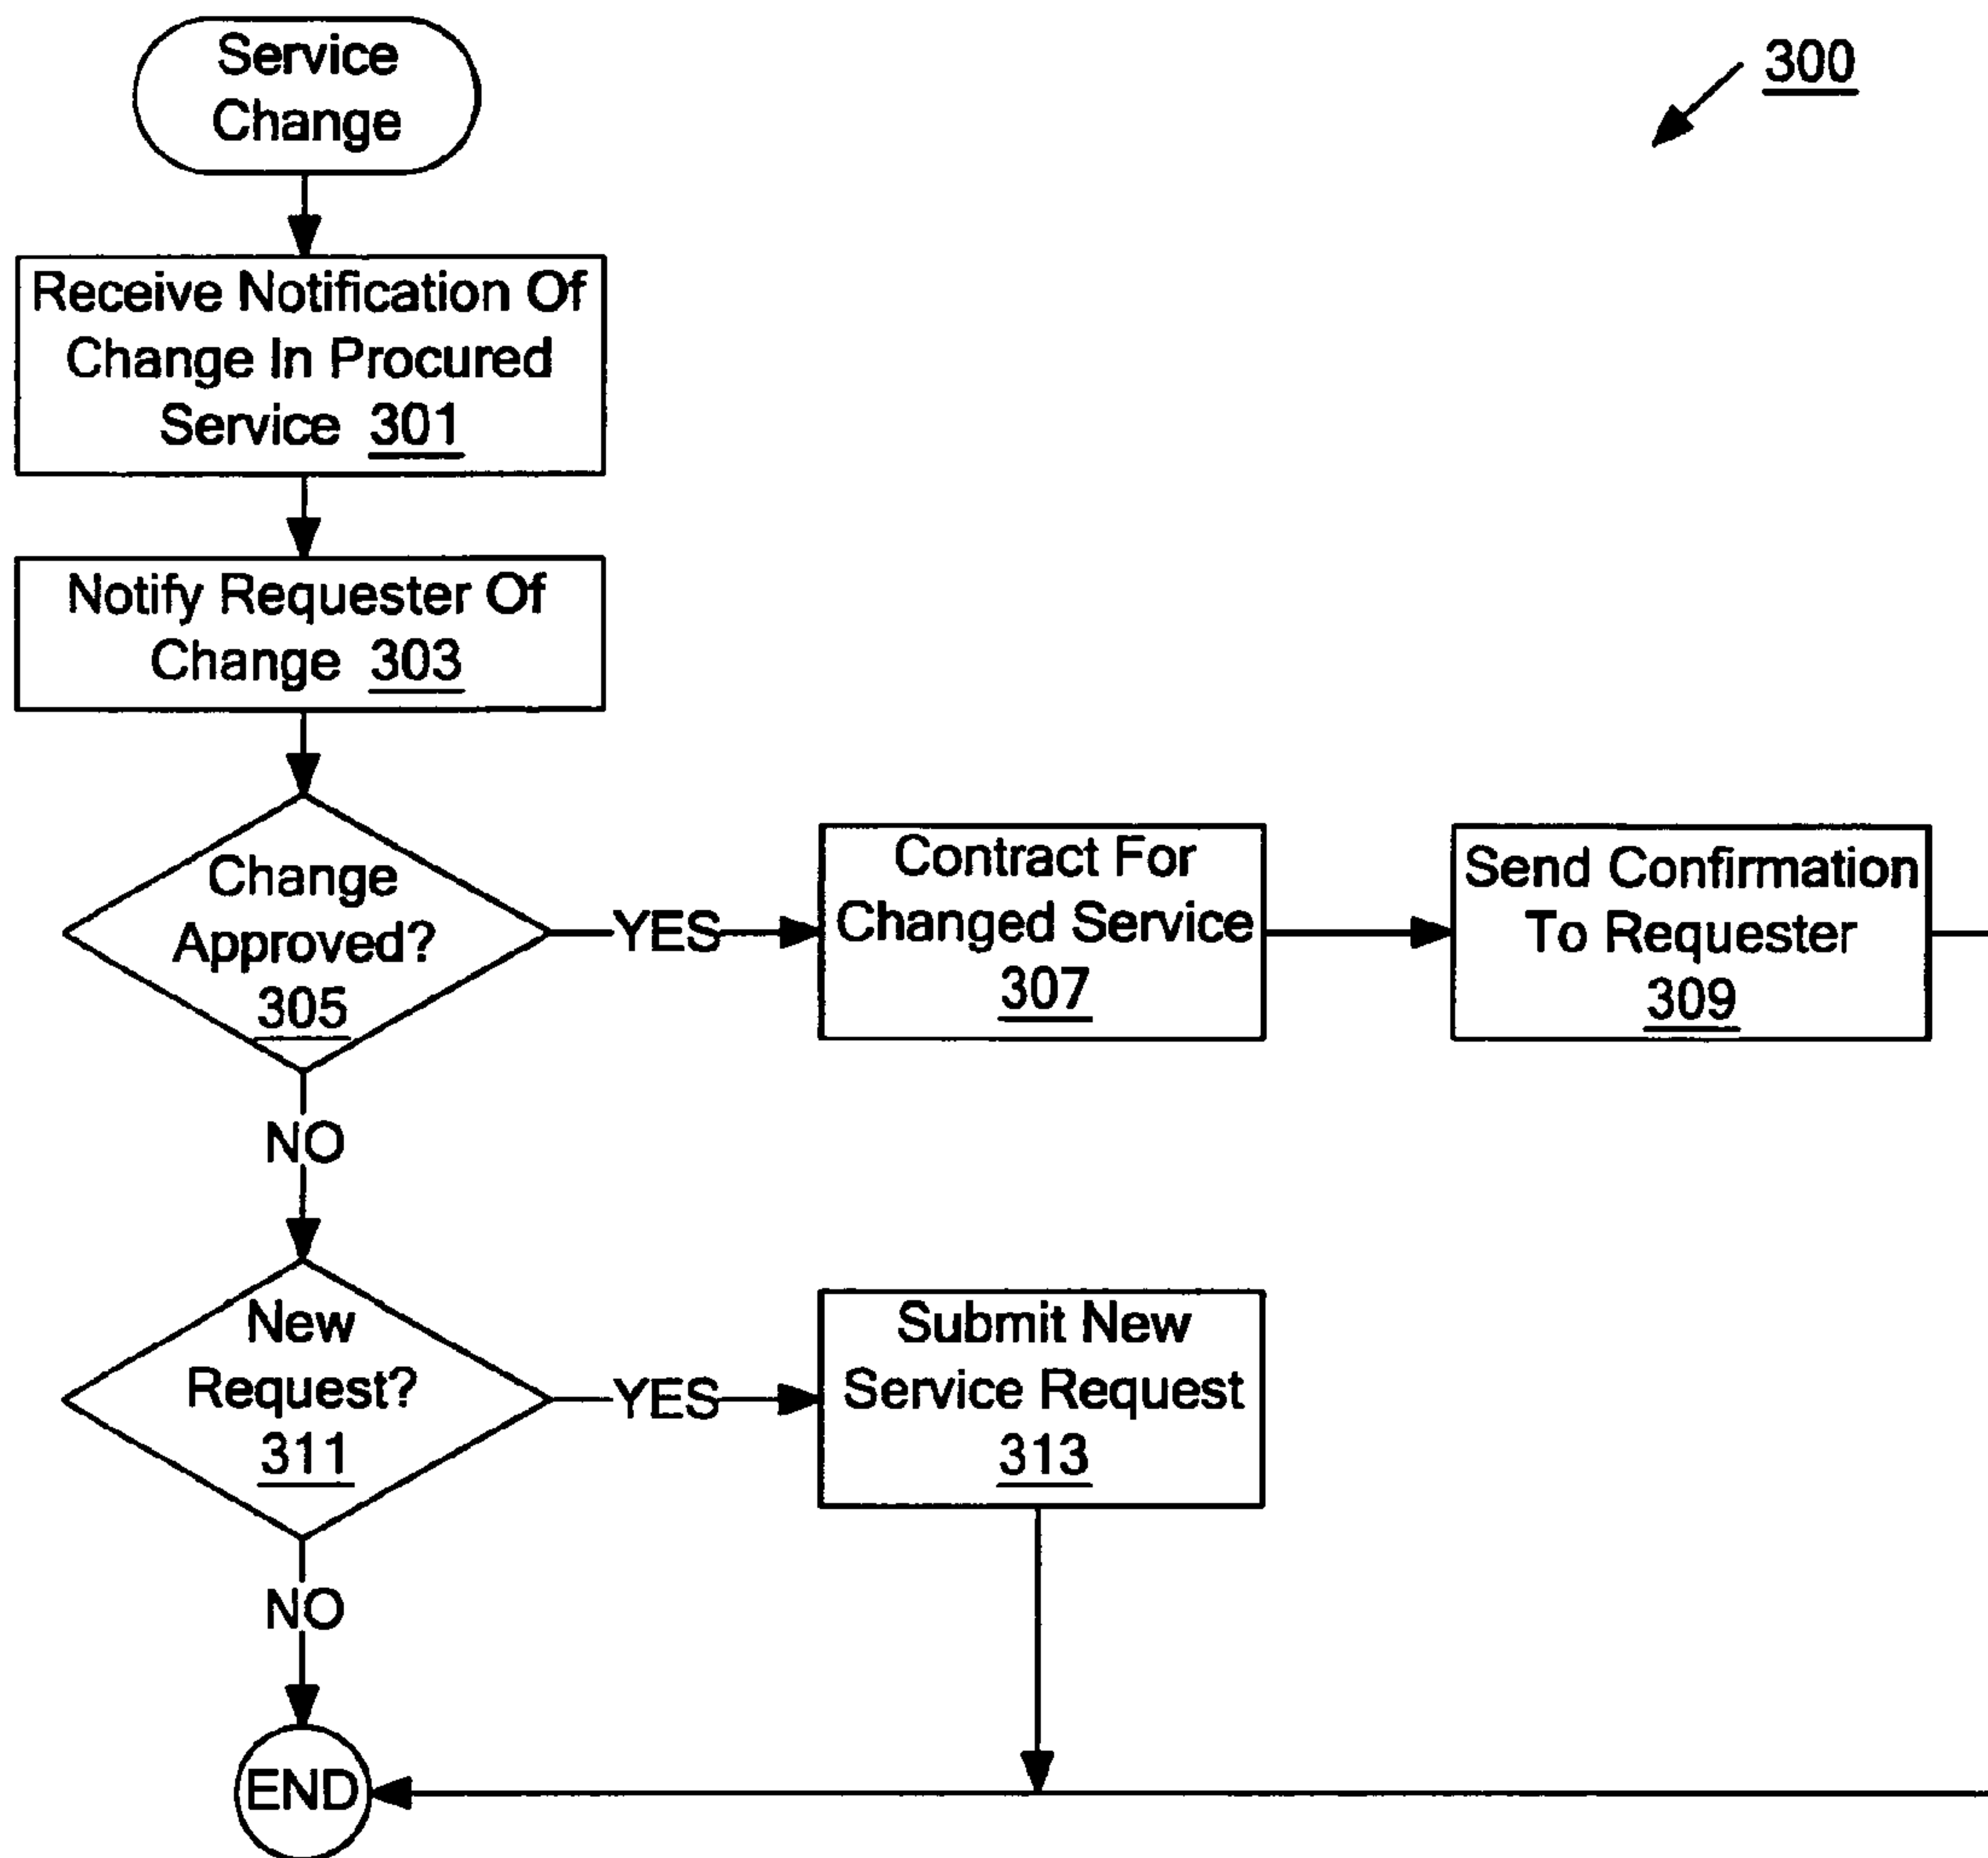 Service
Change
300
Receive Notification Of
Change In Procured
Service 301
Notify Requester Of
Change 303
Change
Approved?
305
YES
Contract For
Changed Service
307
Send Confirmation
To Requester
309
NO
New
Request?
311
YES
Submit New
Service Request
313
NO
END